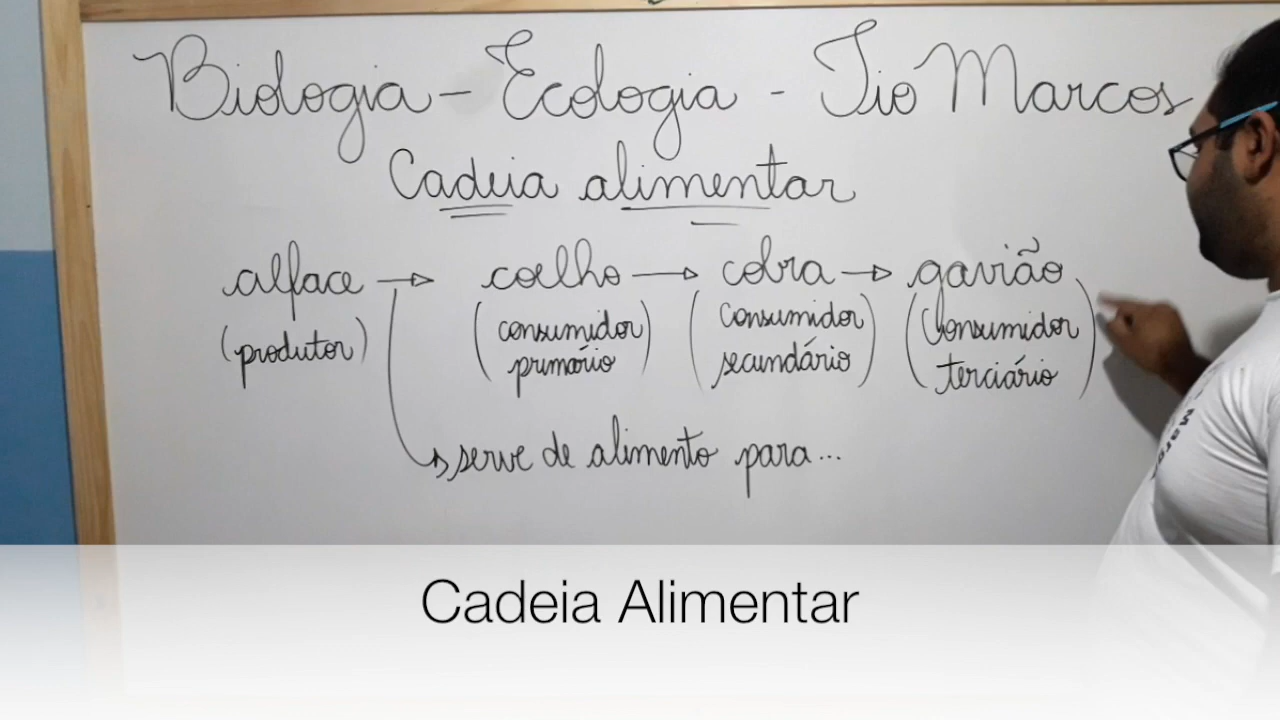 Biologia - Ecologia - Tio Marcos
Cadeia alimentar
alface → coelho → cobra → gavião
(produtor) (consumidor primário) (consumidor secundário) (consumidor terciário)
↳ serve de alimento para...
Cadeia Alimentar